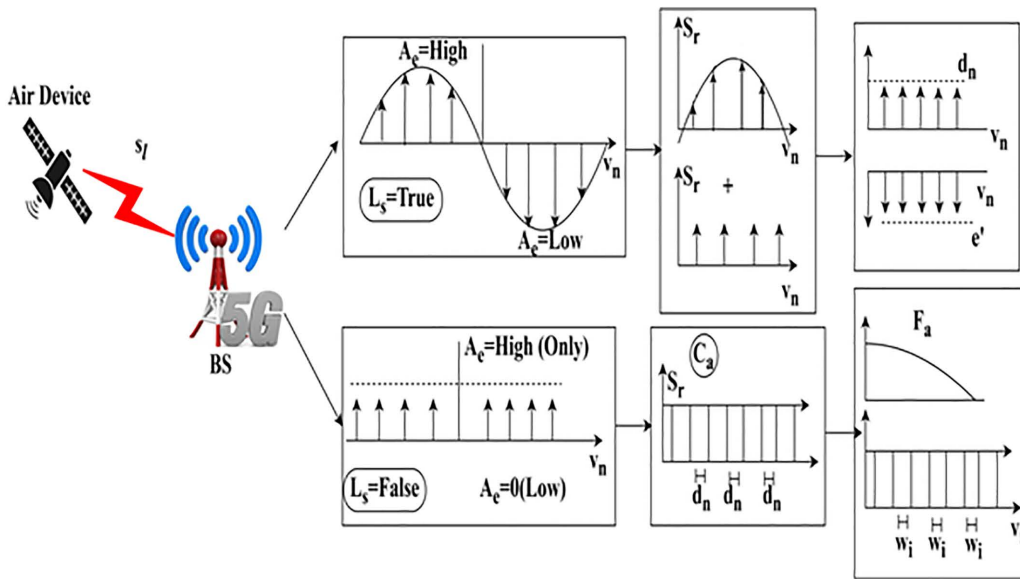 Air Device
s_l
BS
5G
A_e=High
v_n
L_s=True
A_e=Low
S_r
v_n
S_r
+
v_n
d_n
v_n
v_n
e'
A_e=High (Only)
v_n
L_s=False
A_e=0(Low)
C_a
S_r
d_n d_n d_n
F_a
w_i w_i w_i